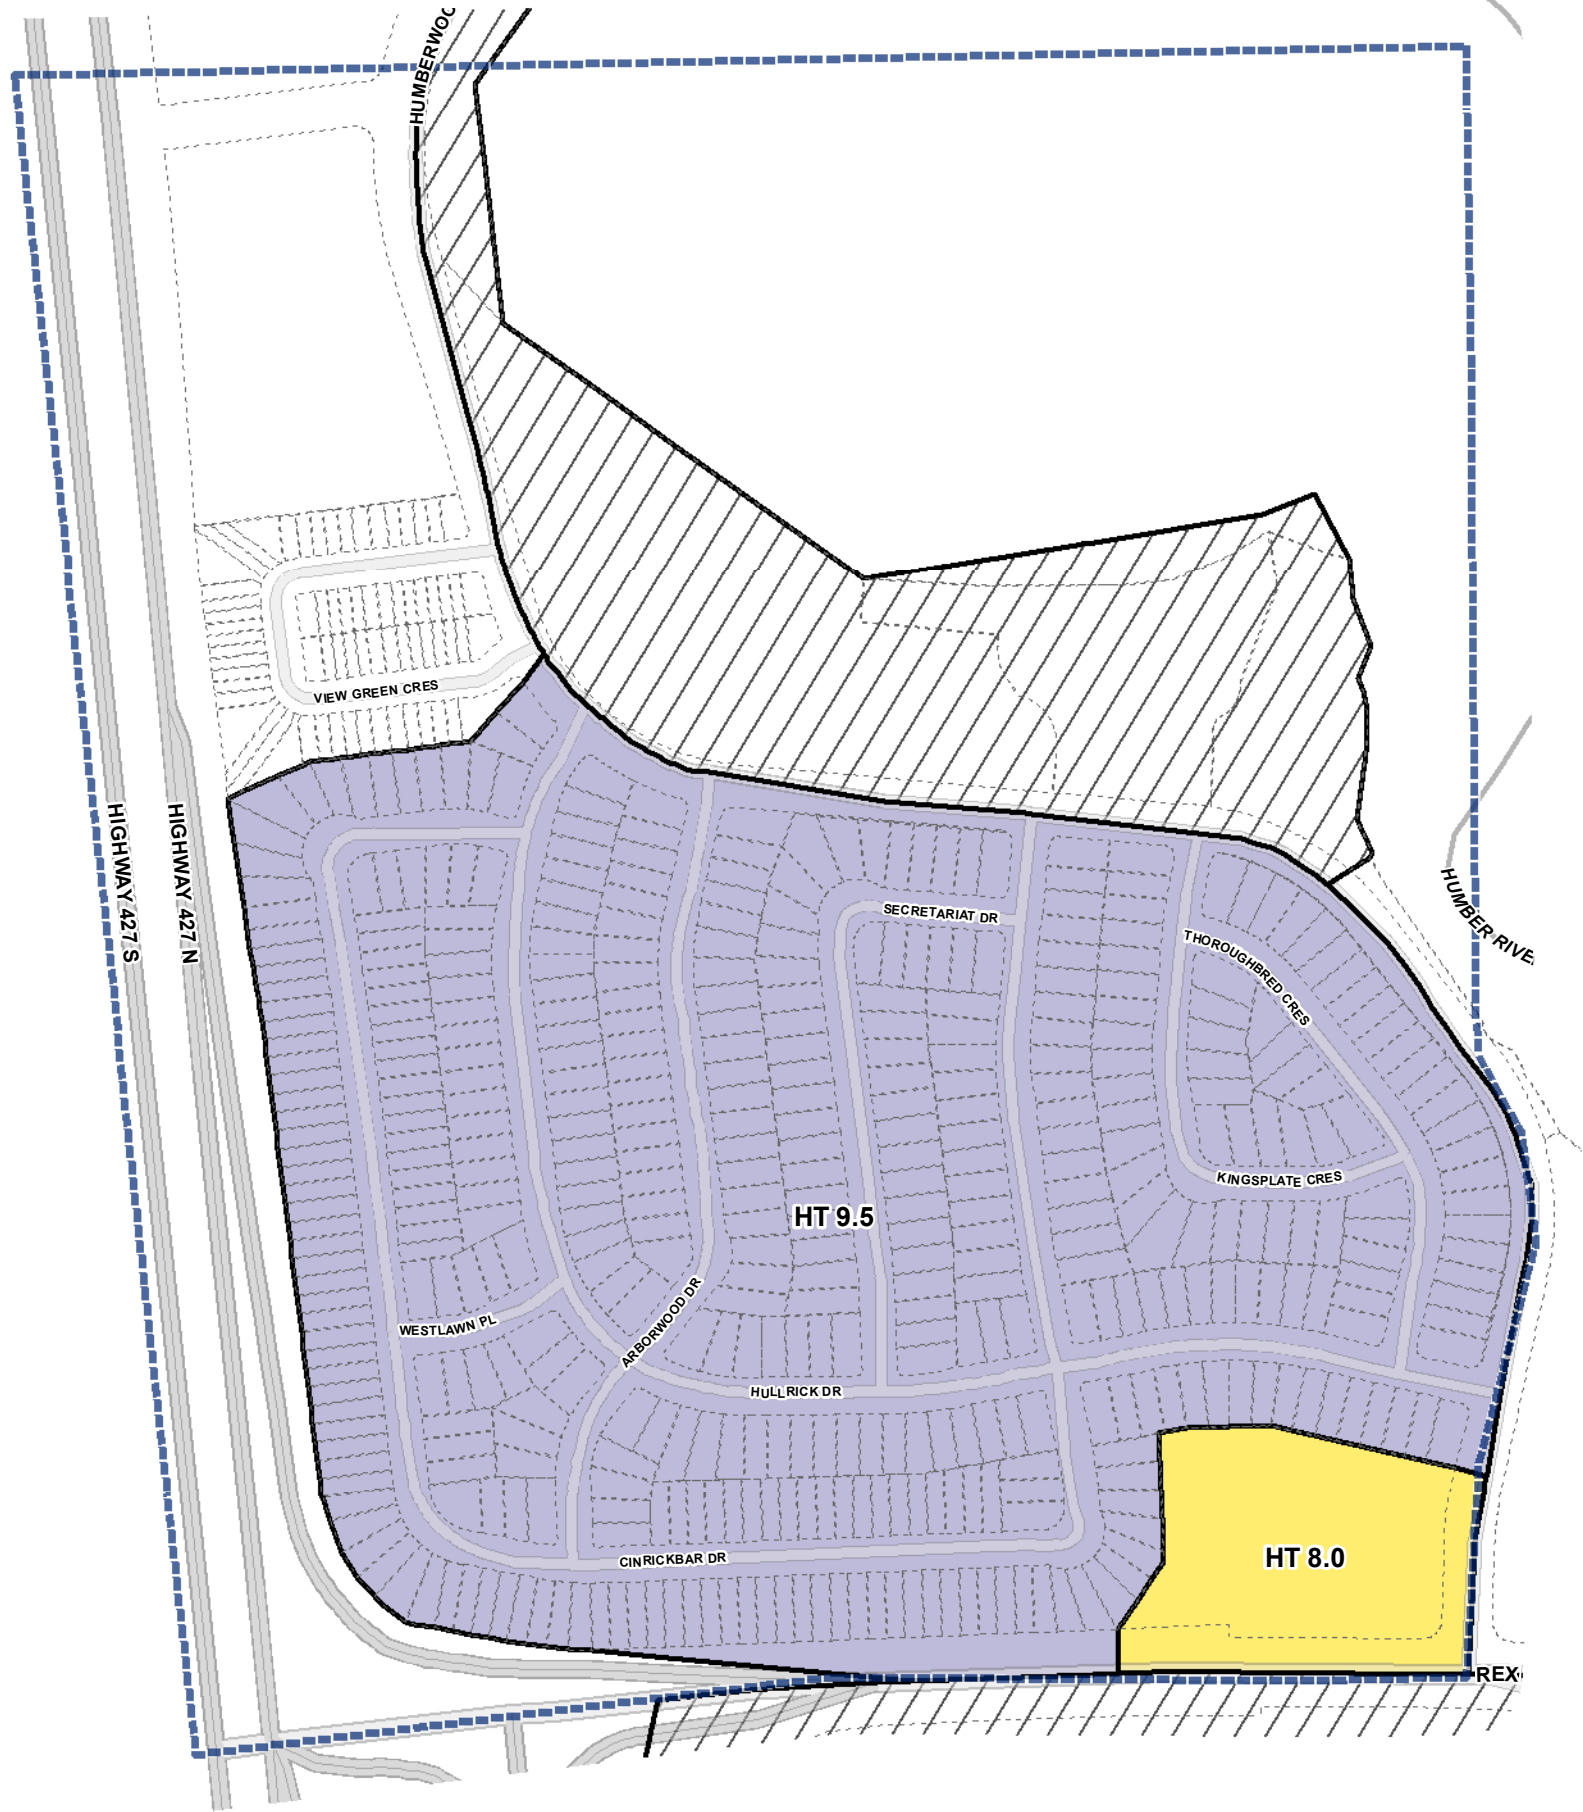 HUMBERWOO
VIEW GREEN CRES
HIGHWAY 427 S
HIGHWAY 427 N
HUMBER RIVE
SECRETARIAT DR
THOROUGHBRED CRES
KINGSPLATE CRES
HT 9.5
WESTLAWN PL
ARBORWOOD DR
HULLRICK DR
CINRICKBAR DR
HT 8.0
REX